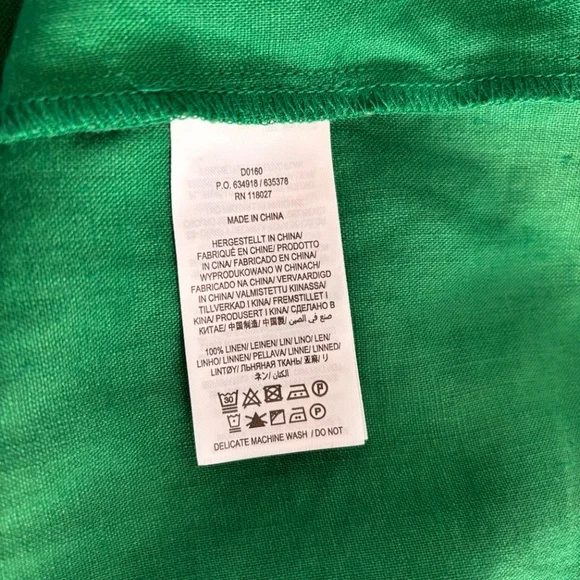 D0160
P.O. 634918 / 635378
RN 118027
MADE IN CHINA
HERGESTELLT IN CHINA/
FABRIQUÉ EN CHINE/ PRODOTTO
IN CINA/ FABRICADO EN CHINA/
WYPRODUKOWANO W CHINACH/
FABRICADO NA CHINA/ VERVAARDIGD
IN CHINA/ VALMISTETTU KIINASSA/
TILLVERKAD I KINA/ FREMSTILLET I
KINA/ PRODUSERT I KINA/ СДЕЛАНО В
КИТАЕ/ 中国制造/ 中国製/ صنع في الصين
100% LINEN/ LEINEN/ LIN/ LINO/ LEN/
LINHO/ LINNEN/ PELLAVA/ LINNE/ LINNED/
LINTØY/ ЛЬНЯНАЯ ТКАНЬ/ 亚麻/ リ
ネン/ الكتان
30 P
P
DELICATE MACHINE WASH / DO NOT